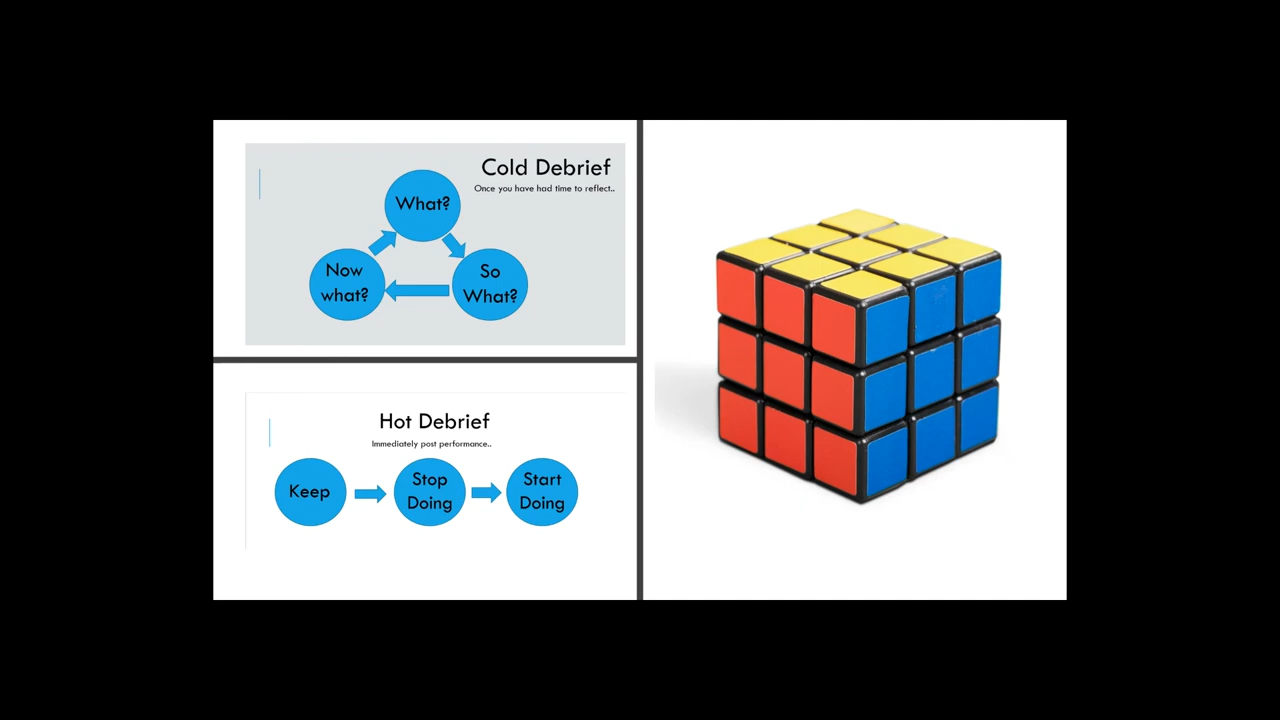 Cold Debrief
Once you have had time to reflect..
What?
So
What?
Now
what?
Hot Debrief
Immediately post performance..
Keep
Stop
Doing
Start
Doing